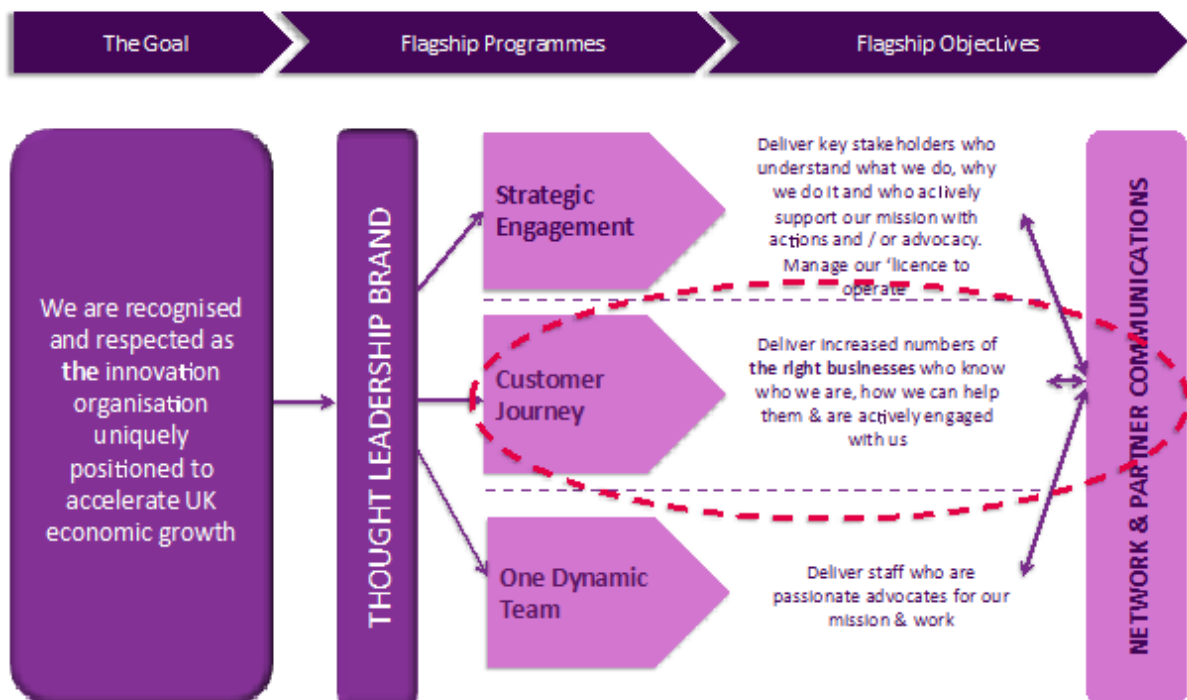 The Goal
Flagship Programmes
Flagship Objectives
We are recognised
and respected as
the innovation
organisation
uniquely
positioned to
accelerate UK
economic growth
THOUGHT LEADERSHIP BRAND
Strategic
Engagement
Deliver key stakeholders who
understand what we do, why
we do it and who actively
support our mission with
actions and / or advocacy.
Manage our ‘licence to
operate’
Customer
Journey
Deliver increased numbers of
the right businesses who know
who we are, how we can help
them & are actively engaged
with us
One Dynamic
Team
Deliver staff who are
passionate advocates for our
mission & work
NETWORK & PARTNER COMMUNICATIONS